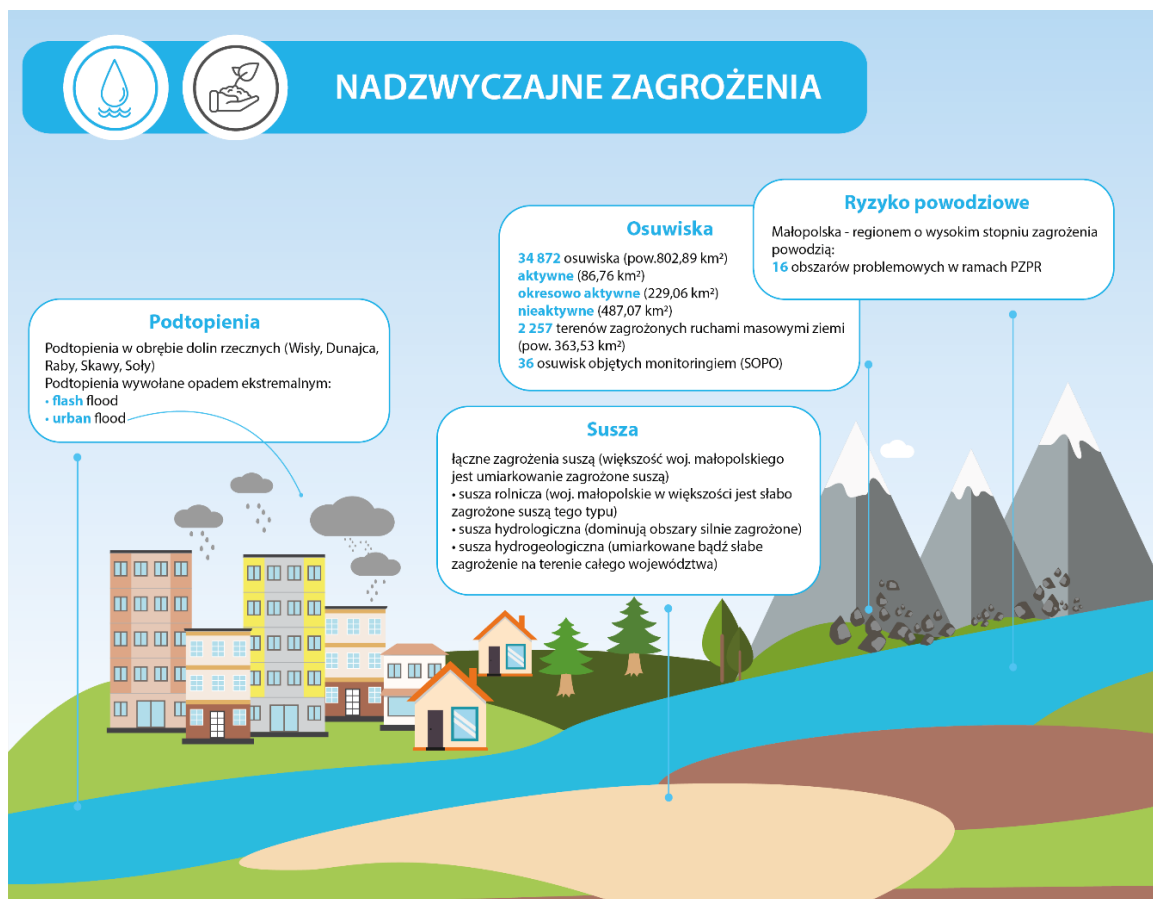 NADZWYCZAJNE ZAGROŻENIA
Podtopienia
Podtopienia w obrębie dolin rzecznych (Wisły, Dunajca,
Raby, Skawy, Soły)
Podtopienia wywołane opadem ekstremalnym:
• flash flood
• urban flood
Osuwiska
34 872 osuwiska (pow.802,89 km²)
aktywne (86,76 km²)
okresowo aktywne (229,06 km²)
nieaktywne (487,07 km²)
2 257 terenów zagrożonych ruchami masowymi ziemi
(pow. 363,53 km²)
36 osuwisk objętych monitoringiem (SOPO)
Ryzyko powodziowe
Małopolska - regionem o wysokim stopniu zagrożenia
powodzią:
16 obszarów problemowych w ramach PZPR
Susza
łączne zagrożenia suszą (większość woj. małopolskiego
jest umiarkowanie zagrożone suszą)
• susza rolnicza (woj. małopolskie w większości jest słabo
zagrożone suszą tego typu)
• susza hydrologiczna (dominują obszary silnie zagrożone)
• susza hydrogeologiczna (umiarkowane bądź słabe
zagrożenie na terenie całego województwa)